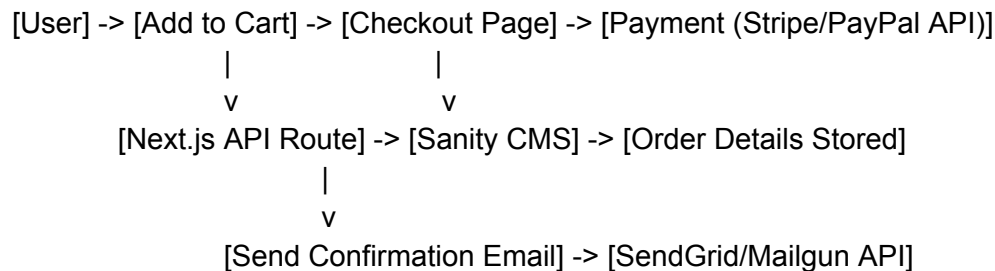 [User] -> [Add to Cart] -> [Checkout Page] -> [Payment (Stripe/PayPal API)]
| |
v v
[Next.js API Route] -> [Sanity CMS] -> [Order Details Stored]
|
v
[Send Confirmation Email] -> [SendGrid/Mailgun API]